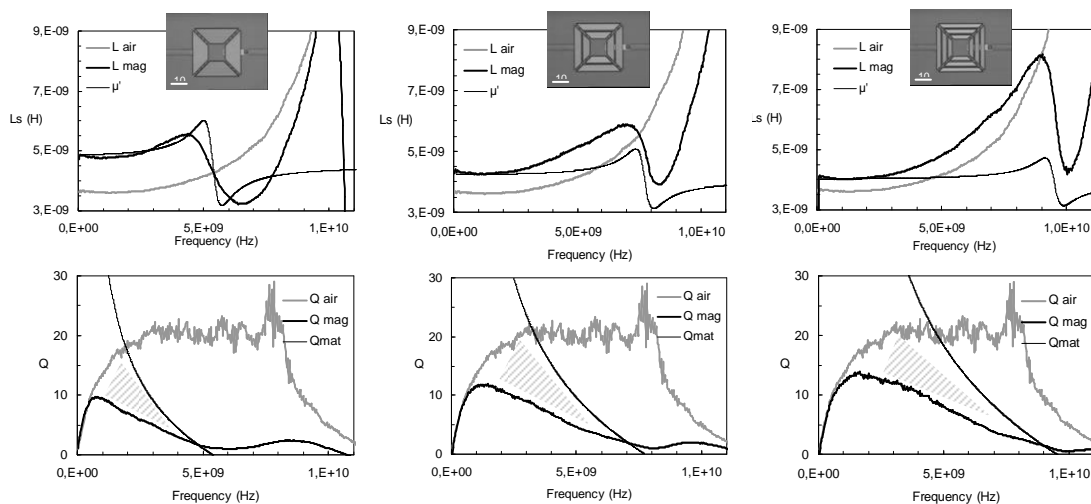 9,E-09
7,E-09
Ls (H)
5,E-09
3,E-09
L air
L mag
µ'
10
0,E+00
5,E+09
1,E+10
Frequency (Hz)
9,E-09
7,E-09
Ls (H)
5,E-09
3,E-09
L air
L mag
µ'
10
0,E+00
5,E+09
1,E+10
Frequency (Hz)
9,E-09
7,E-09
Ls (H)
5,E-09
3,E-09
L air
L mag
µ'
10
0,E+00
5,E+09
1,E+10
Frequency (Hz)
30
20
Q
10
0
Q air
Q mag
Qmat
0,E+00
5,E+09
1,E+10
Frequency (Hz)
30
20
Q
10
0
Q air
Q mag
Qmat
0,E+00
5,E+09
1,E+10
Frequency (Hz)
30
20
Q
10
0
Q air
Q mag
Qmat
0,E+00
5,E+09
1,E+10
Frequency (Hz)